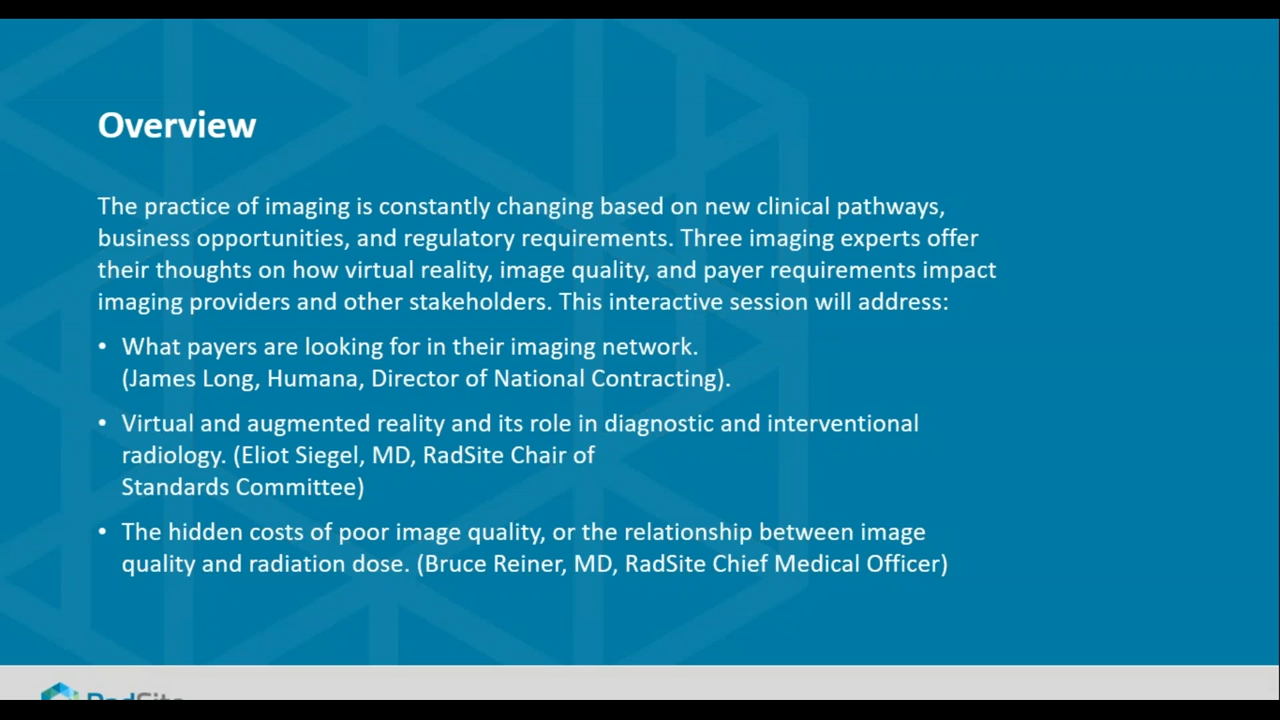 Overview
The practice of imaging is constantly changing based on new clinical pathways,
business opportunities, and regulatory requirements. Three imaging experts offer
their thoughts on how virtual reality, image quality, and payer requirements impact
imaging providers and other stakeholders. This interactive session will address:
• What payers are looking for in their imaging network.
(James Long, Humana, Director of National Contracting).
• Virtual and augmented reality and its role in diagnostic and interventional
radiology. (Eliot Siegel, MD, RadSite Chair of
Standards Committee)
• The hidden costs of poor image quality, or the relationship between image
quality and radiation dose. (Bruce Reiner, MD, RadSite Chief Medical Officer)
RadSite